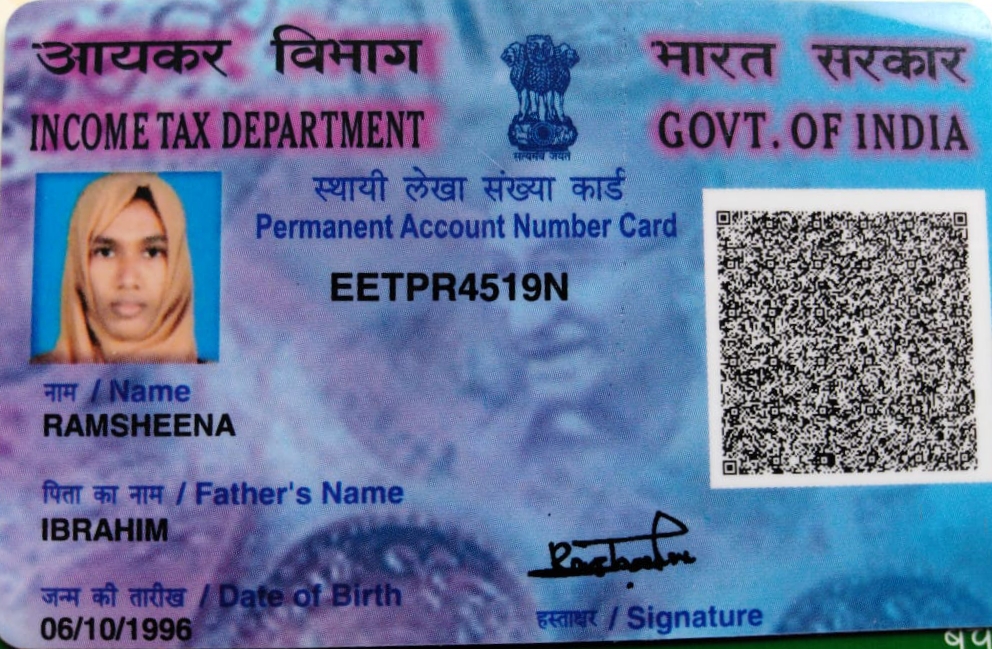 आयकर विभाग
INCOME TAX DEPARTMENT
सत्यमेव जयते
भारत सरकार
GOVT. OF INDIA
स्थायी लेखा संख्या कार्ड
Permanent Account Number Card
EETPR4519N
नाम / Name
RAMSHEENA
पिता का नाम / Father's Name
IBRAHIM
जन्म की तारीख / Date of Birth
06/10/1996
हस्ताक्षर / Signature